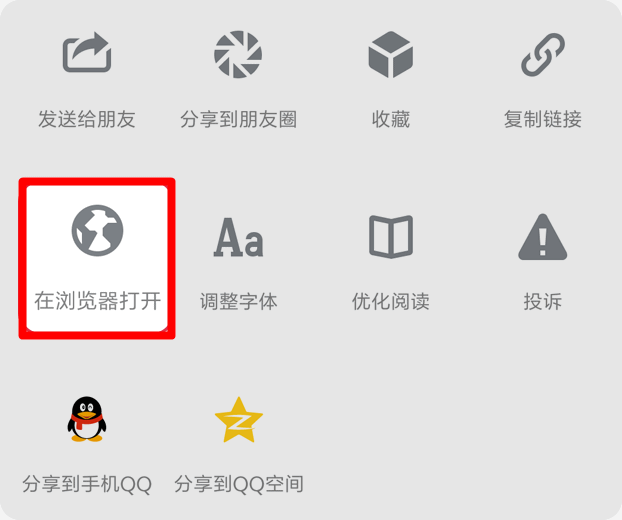 发送给朋友
分享到朋友圈
收藏
复制链接
在浏览器打开
Aa
调整字体
优化阅读
投诉
分享到手机QQ
分享到QQ空间